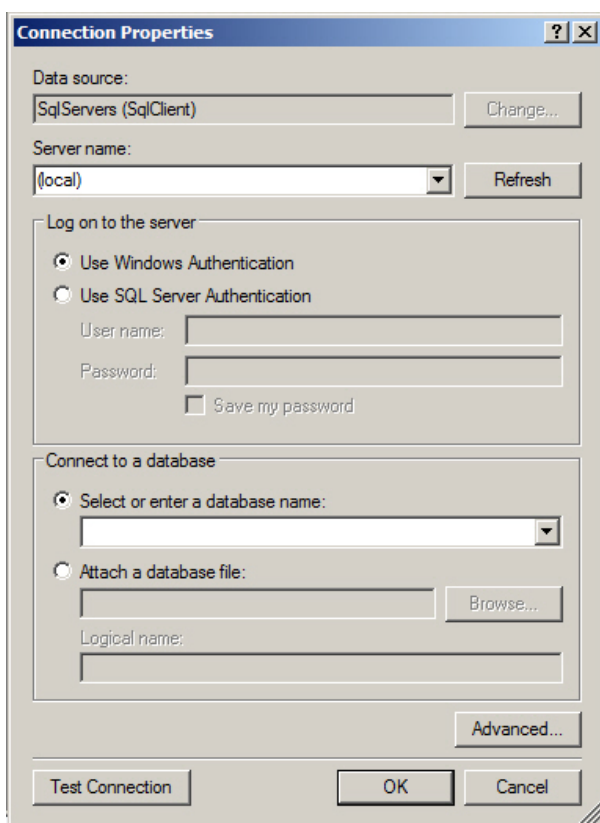 Connection Properties
?
Data source:
SqlServers (SqlClient)
Change...
Server name:
(local)
Refresh
Log on to the server
Use Windows Authentication
Use SQL Server Authentication
User name:
Password:
Save my password
Connect to a database
Select or enter a database name:
Attach a database file:
Browse...
Logical name:
Advanced...
Test Connection
OK
Cancel